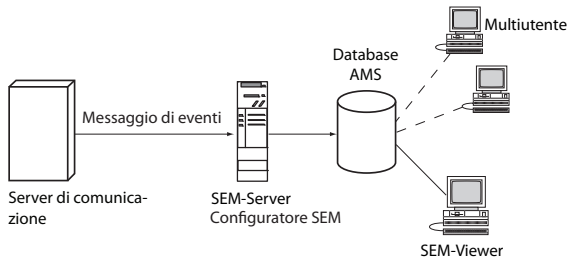 Multiutente
Database
AMS
Messaggio di eventi
Server di comunica-
zione
SEM-Server
Configuratore SEM
SEM-Viewer